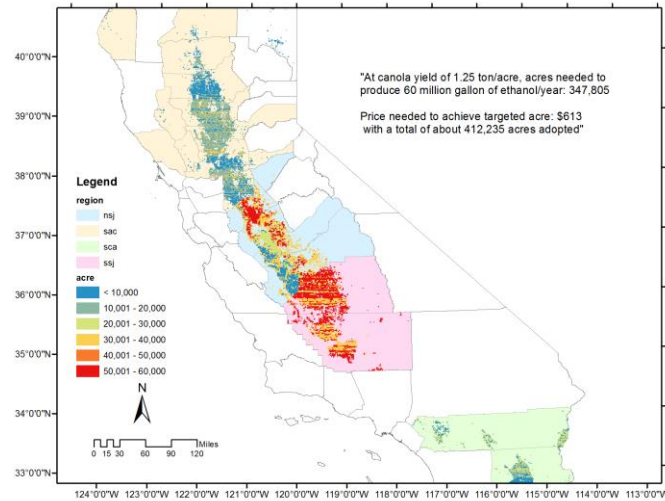 40°0'0"N
39°0'0"N
38°0'0"N
37°0'0"N
36°0'0"N
35°0'0"N
34°0'0"N
33°0'0"N
"At canola yield of 1.25 ton/acre, acres needed to
produce 60 million gallon of ethanol/year: 347,805
Price needed to achieve targeted acre: $613
with a total of about 412,235 acres adopted"
Legend
region
nsj
sac
sca
ssj
acre
< 10,000
10,001 - 20,000
20,001 - 30,000
30,001 - 40,000
40,001 - 50,000
50,001 - 60,000
N
0 15 30 60 90 120 Miles
124°0'0"W 123°0'0"W 122°0'0"W 121°0'0"W 120°0'0"W 119°0'0"W 118°0'0"W 117°0'0"W 116°0'0"W 115°0'0"W 114°0'0"W 113°0'0"W